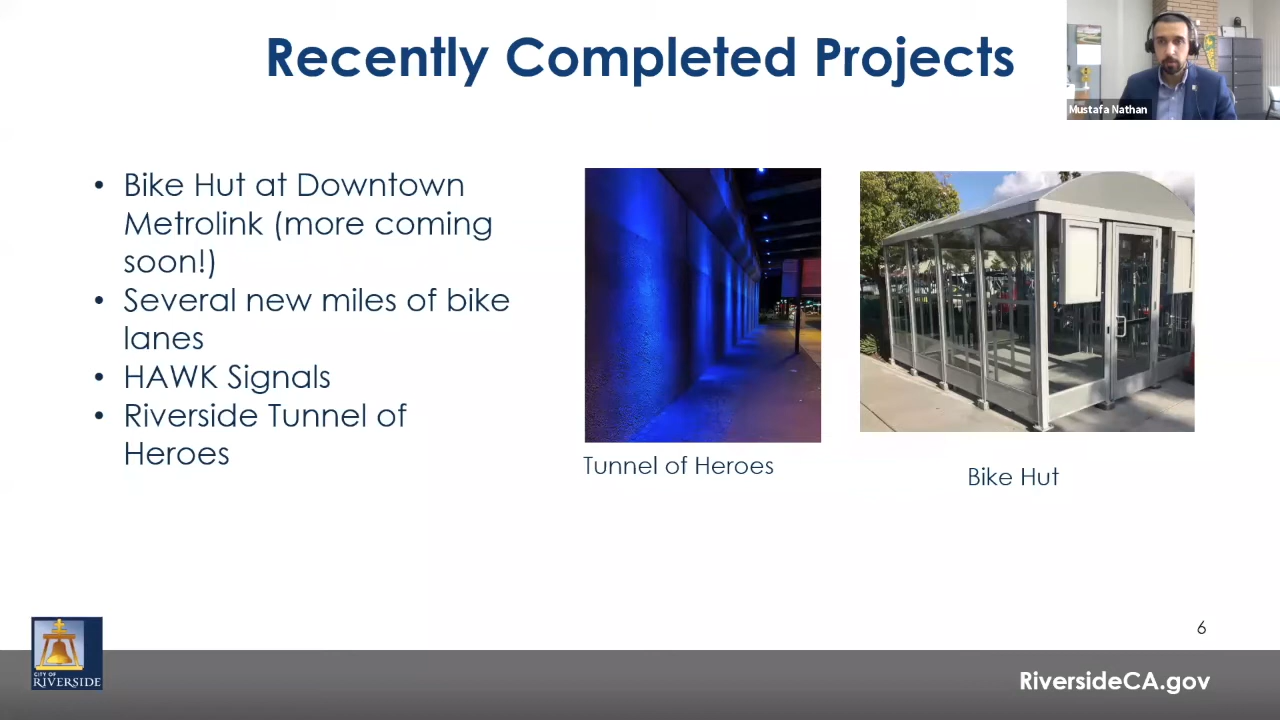 Recently Completed Projects
Mustafa Nathan
• Bike Hut at Downtown
Metrolink (more coming
soon!)
• Several new miles of bike
lanes
• HAWK Signals
• Riverside Tunnel of
Heroes
Tunnel of Heroes
Bike Hut
6
CITY OF
RIVERSIDE
RiversideCA.gov